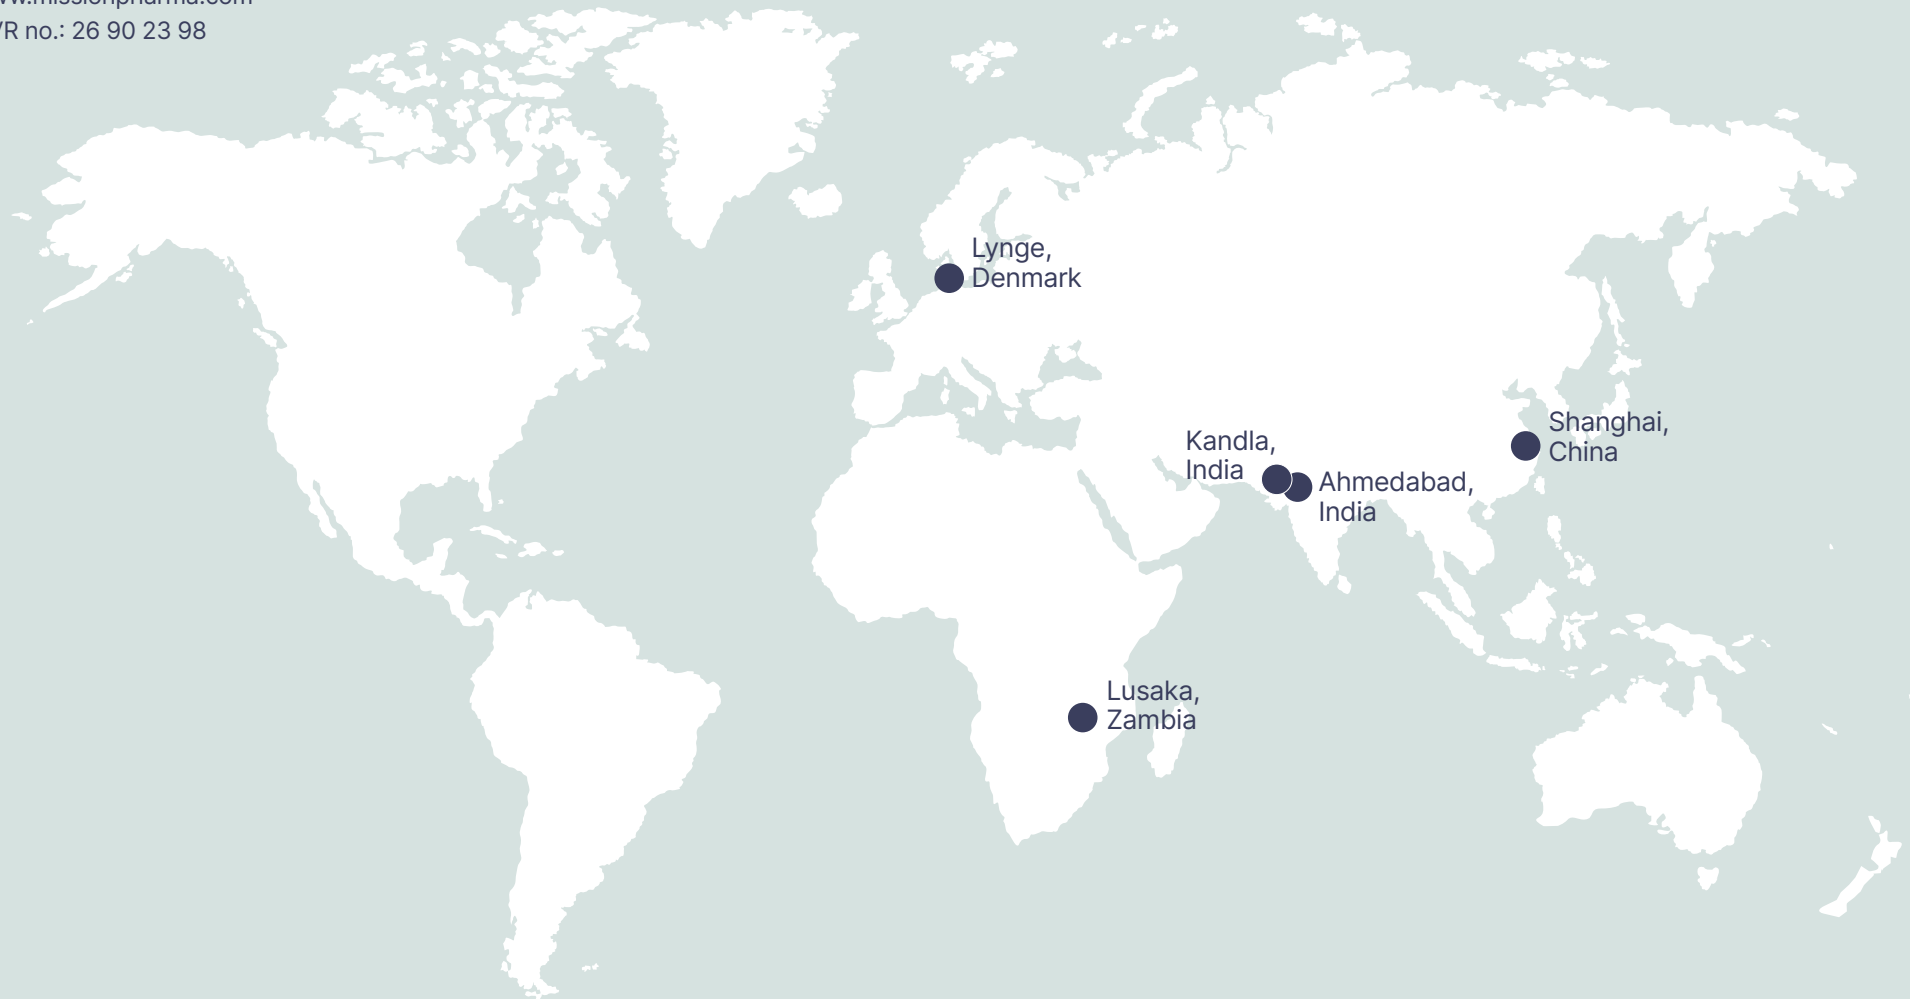 VR no.: 26 90 23 98
Lynge,
Denmark
Shanghai,
China
Kandla,
India
Ahmedabad,
India
Lusaka,
Zambia